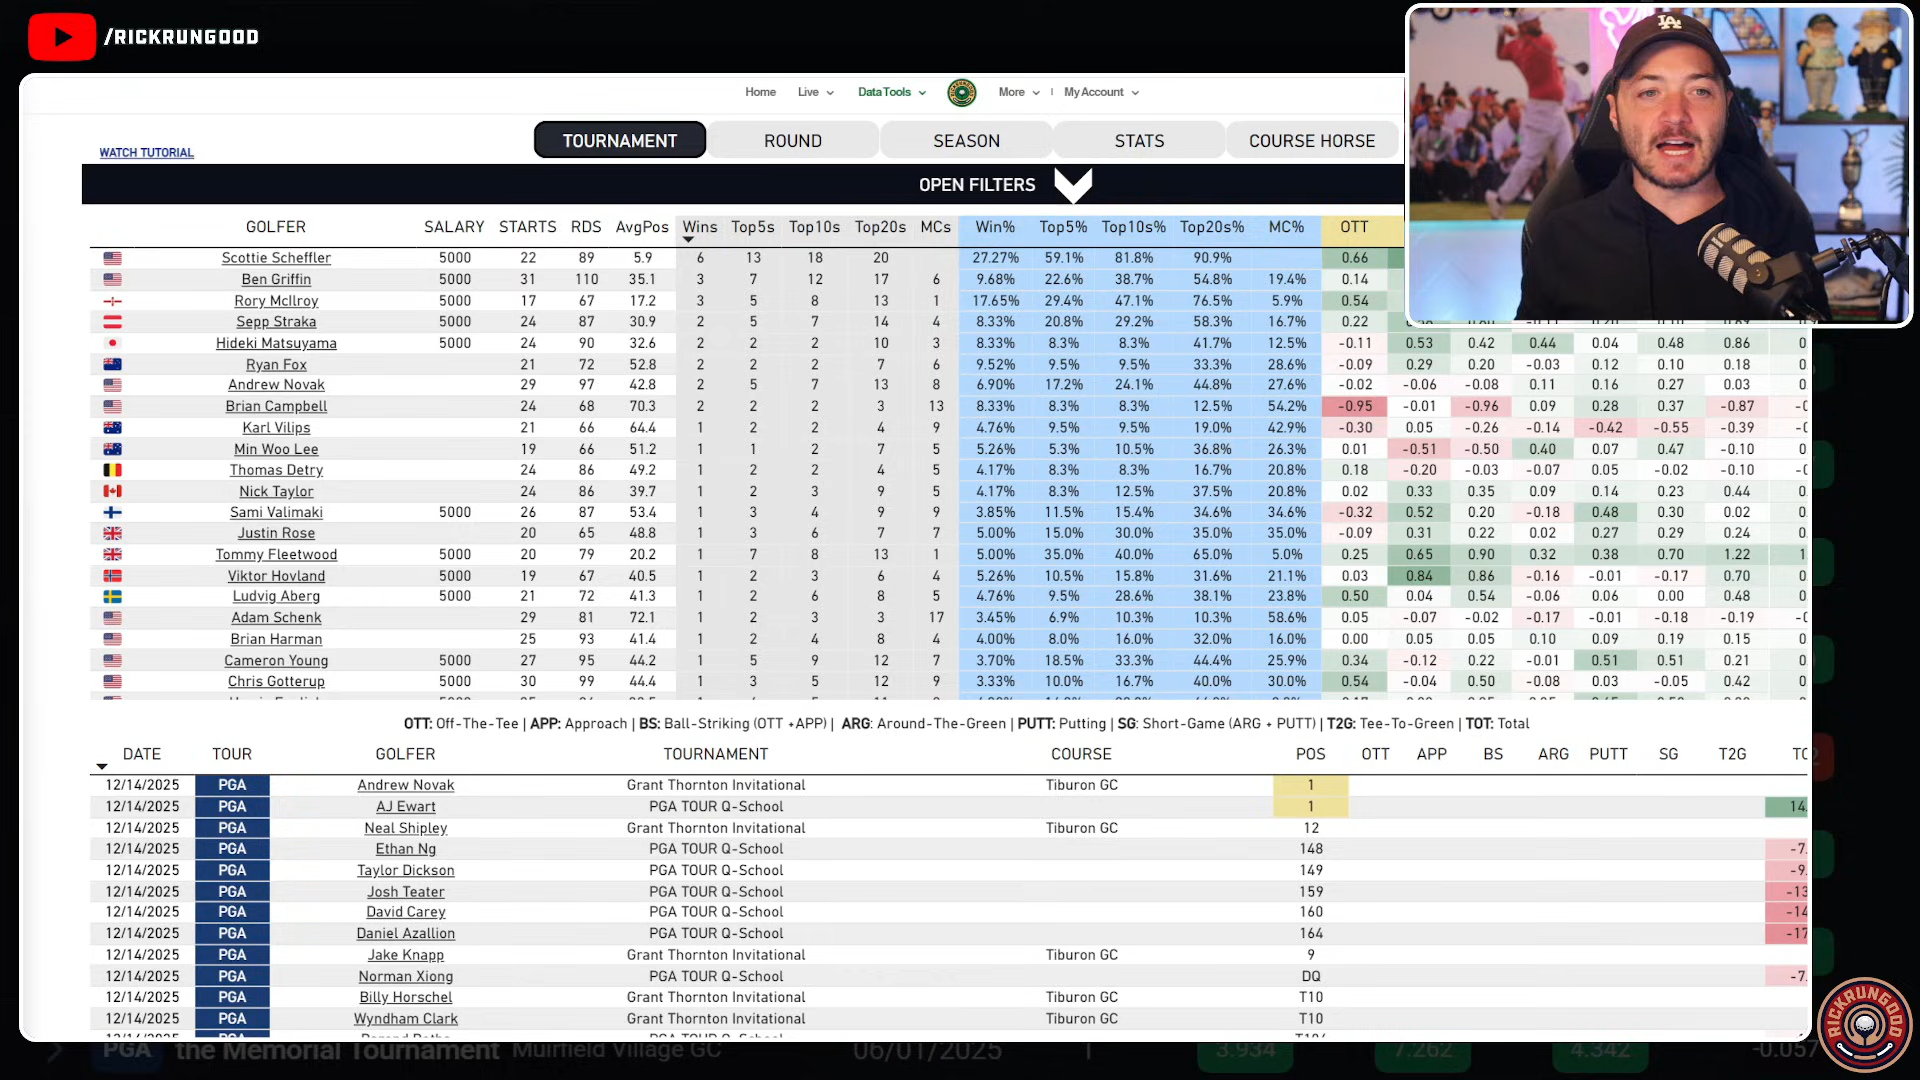 /RICKRUNGOOD
LA
Home Live Data Tools More | My Account
WATCH TUTORIAL
TOURNAMENT ROUND SEASON STATS COURSE HORSE
OPEN FILTERS
GOLFER SALARY STARTS RDS AvgPos Wins Top5s Top10s Top20s MCs Win% Top5% Top10s% Top20s% MC% OTT
Scottie Scheffler 5000 22 89 5.9 6 13 18 20 27.27% 59.1% 81.8% 90.9% 0.66
Ben Griffin 5000 31 110 35.1 3 7 12 17 6 9.68% 22.6% 38.7% 54.8% 19.4% 0.14
Rory McIlroy 5000 17 67 17.2 3 5 8 13 1 17.65% 29.4% 47.1% 76.5% 5.9% 0.54
Sepp Straka 5000 24 87 30.9 2 5 7 14 4 8.33% 20.8% 29.2% 58.3% 16.7% 0.22
Hideki Matsuyama 5000 24 90 32.6 2 2 2 10 3 8.33% 8.3% 8.3% 41.7% 12.5% -0.11 0.53 0.42 0.44 0.04 0.48 0.86 0.
Ryan Fox 21 72 52.8 2 2 2 7 6 9.52% 9.5% 9.5% 33.3% 28.6% -0.09 0.29 0.20 -0.03 0.12 0.10 0.18 0.
Andrew Novak 29 97 42.8 2 5 7 13 8 6.90% 17.2% 24.1% 44.8% 27.6% -0.02 -0.06 -0.08 0.11 0.16 0.27 0.03 0.
Brian Campbell 24 68 70.3 2 2 2 3 13 8.33% 8.3% 8.3% 12.5% 54.2% -0.95 -0.01 -0.96 0.09 0.28 0.37 -0.87 -0
Karl Vilips 21 66 64.4 1 2 2 4 9 4.76% 9.5% 9.5% 19.0% 42.9% -0.30 0.05 -0.26 -0.14 -0.42 -0.55 -0.39 -0.
Min Woo Lee 19 66 51.2 1 1 2 7 5 5.26% 5.3% 10.5% 36.8% 26.3% 0.01 -0.51 -0.50 0.40 0.07 0.47 -0.10 0.
Thomas Detry 24 86 49.2 1 2 2 4 5 4.17% 8.3% 8.3% 16.7% 20.8% 0.18 -0.20 -0.03 -0.07 0.05 -0.02 -0.10 -0.
Nick Taylor 24 86 39.7 1 2 3 9 5 4.17% 8.3% 12.5% 37.5% 20.8% 0.02 0.33 0.35 0.09 0.14 0.23 0.44 0.
Sami Valimaki 5000 26 87 53.4 1 3 4 9 9 3.85% 11.5% 15.4% 34.6% 34.6% -0.32 0.52 0.20 -0.18 0.48 0.30 0.02 0.
Justin Rose 20 65 48.8 1 3 6 7 7 5.00% 15.0% 30.0% 35.0% 35.0% -0.09 0.31 0.22 0.02 0.27 0.29 0.24 0.
Tommy Fleetwood 5000 20 79 20.2 1 7 8 13 1 5.00% 35.0% 40.0% 65.0% 5.0% 0.25 0.65 0.90 0.32 0.38 0.70 1.22 1
Viktor Hovland 5000 19 67 40.5 1 2 3 6 4 5.26% 10.5% 15.8% 31.6% 21.1% 0.03 0.84 0.86 -0.16 -0.01 -0.17 0.70 0.
Ludvig Aberg 5000 21 72 41.3 1 2 6 8 5 4.76% 9.5% 28.6% 38.1% 23.8% 0.50 0.04 0.54 -0.06 0.06 0.00 0.48 0.
Adam Schenk 29 81 72.1 1 2 3 3 17 3.45% 6.9% 10.3% 10.3% 58.6% 0.05 -0.07 -0.02 -0.17 -0.01 -0.18 -0.19 -0
Brian Harman 25 93 41.4 1 2 4 8 4 4.00% 8.0% 16.0% 32.0% 16.0% 0.00 0.05 0.05 0.10 0.09 0.19 0.15 0.
Cameron Young 5000 27 95 44.2 1 5 9 12 7 3.70% 18.5% 33.3% 44.4% 25.9% 0.34 -0.12 0.22 -0.01 0.51 0.51 0.21 0.
Chris Gotterup 5000 30 99 44.4 1 3 5 12 9 3.33% 10.0% 16.7% 40.0% 30.0% 0.54 -0.04 0.50 -0.08 0.03 -0.05 0.42 0.
OTT: Off-The-Tee | APP: Approach | BS: Ball-Striking (OTT +APP) | ARG: Around-The-Green | PUTT: Putting | SG: Short-Game (ARG + PUTT) | T2G: Tee-To-Green | TOT: Total
DATE TOUR GOLFER TOURNAMENT COURSE POS OTT APP BS ARG PUTT SG T2G TO
12/14/2025 PGA Andrew Novak Grant Thornton Invitational Tiburon GC 1
12/14/2025 PGA AJ Ewart PGA TOUR Q-School 1 14.
12/14/2025 PGA Neal Shipley Grant Thornton Invitational Tiburon GC 12
12/14/2025 PGA Ethan Ng PGA TOUR Q-School 148 -7.
12/14/2025 PGA Taylor Dickson PGA TOUR Q-School 149 -9.
12/14/2025 PGA Josh Teater PGA TOUR Q-School 159 -13
12/14/2025 PGA David Carey PGA TOUR Q-School 160 -14
12/14/2025 PGA Daniel Azallion PGA TOUR Q-School 164 -17
12/14/2025 PGA Jake Knapp Grant Thornton Invitational Tiburon GC 9
12/14/2025 PGA Norman Xiong PGA TOUR Q-School DQ -7.
12/14/2025 PGA Billy Horschel Grant Thornton Invitational Tiburon GC T10
12/14/2025 PGA Wyndham Clark Grant Thornton Invitational Tiburon GC T10
PGA the Memorial Tournament Muirfield Village GC 06/01/2025 1 3.934 7.262 4.342 -0.057
RICKRUNGOOD